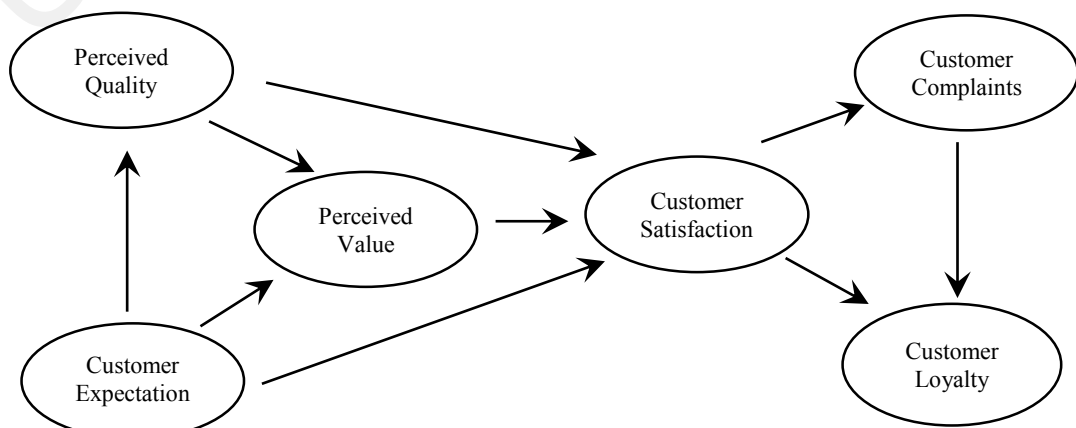 Perceived
Quality
Customer
Complaints
Perceived
Value
Customer
Satisfaction
Customer
Expectation
Customer
Loyalty